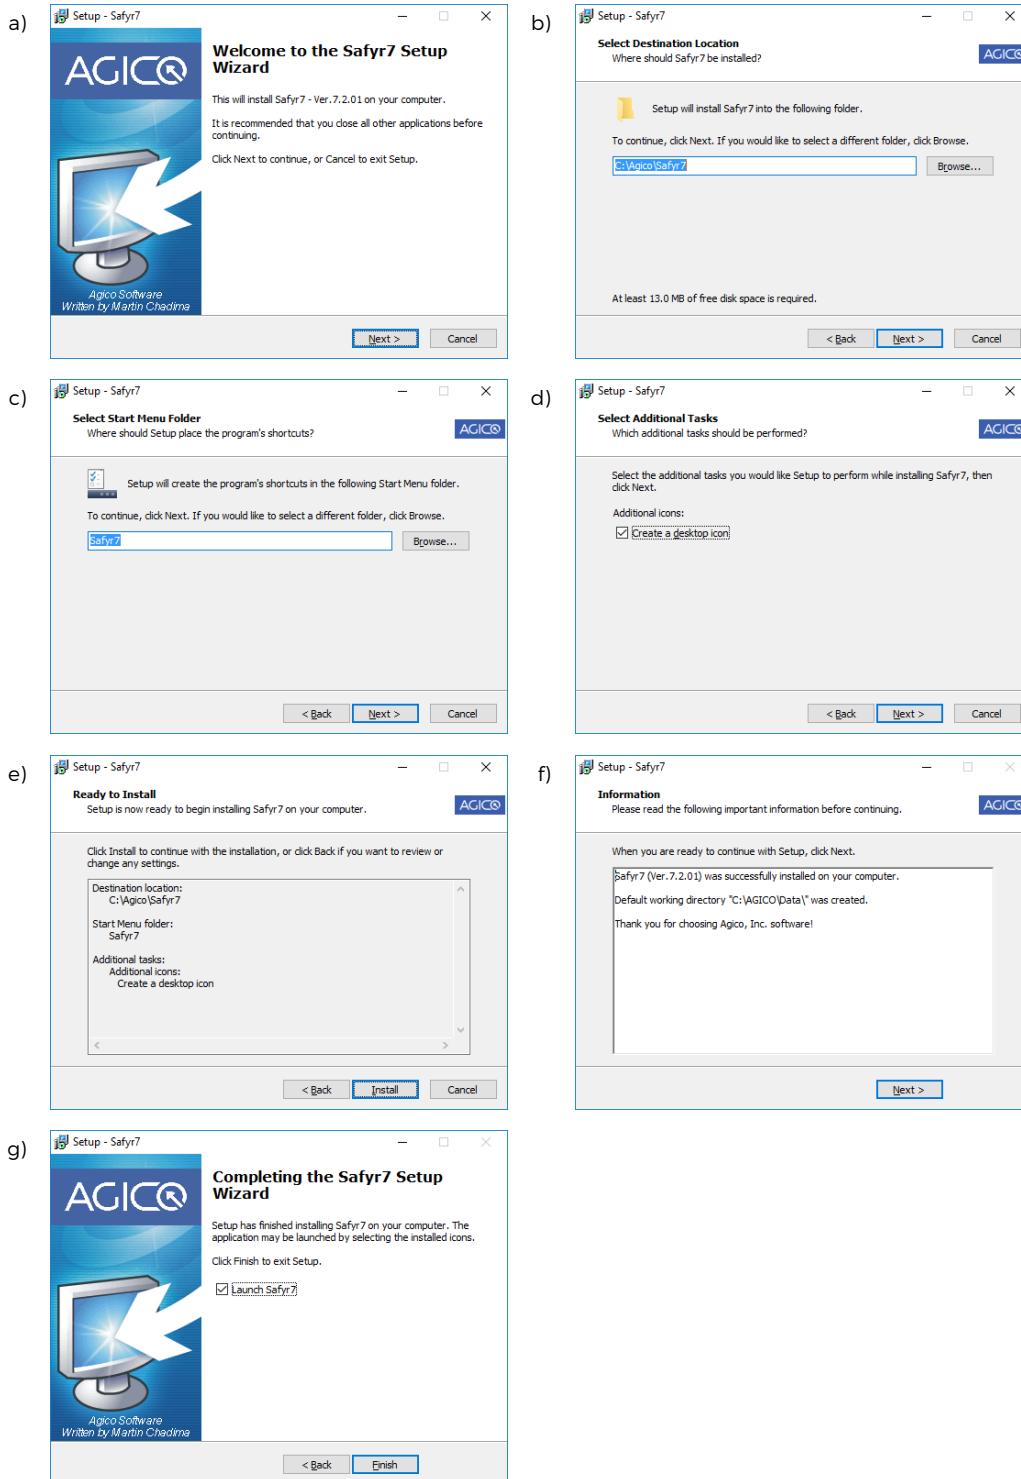 a)
Setup - Safyr7
AGICO
Welcome to the Safyr7 Setup
Wizard
This will install Safyr7 - Ver.7.2.01 on your computer.
It is recommended that you close all other applications before
continuing.
Click Next to continue, or Cancel to exit Setup.
Agico Software
Written by Martin Chadima
Next >
Cancel
b)
Setup - Safyr7
Select Destination Location
Where should Safyr7 be installed?
AGICO
Setup will install Safyr7 into the following folder.
To continue, click Next. If you would like to select a different folder, click Browse.
C:\Agico\Safyr7
Browse...
At least 13.0 MB of free disk space is required.
< Back
Next >
Cancel
c)
Setup - Safyr7
Select Start Menu Folder
Where should Setup place the program's shortcuts?
AGICO
Setup will create the program's shortcuts in the following Start Menu folder.
To continue, click Next. If you would like to select a different folder, click Browse.
Safyr7
Browse...
< Back
Next >
Cancel
d)
Setup - Safyr7
Select Additional Tasks
Which additional tasks should be performed?
AGICO
Select the additional tasks you would like Setup to perform while installing Safyr7, then
click Next.
Additional icons:
Create a desktop icon
< Back
Next >
Cancel
e)
Setup - Safyr7
Ready to Install
Setup is now ready to begin installing Safyr7 on your computer.
AGICO
Click Install to continue with the installation, or click Back if you want to review or
change any settings.
Destination location:
C:\Agico\Safyr7
Start Menu folder:
Safyr7
Additional tasks:
Additional icons:
Create a desktop icon
< Back
Install
Cancel
f)
Setup - Safyr7
Information
Please read the following important information before continuing.
AGICO
When you are ready to continue with Setup, click Next.
Safyr7 (Ver.7.2.01) was successfully installed on your computer.
Default working directory "C:\AGICO\Data\" was created.
Thank you for choosing Agico, Inc. software!
Next >
g)
Setup - Safyr7
AGICO
Completing the Safyr7 Setup
Wizard
Setup has finished installing Safyr7 on your computer. The
application may be launched by selecting the installed icons.
Click Finish to exit Setup.
Launch Safyr7
Agico Software
Written by Martin Chadima
< Back
Finish